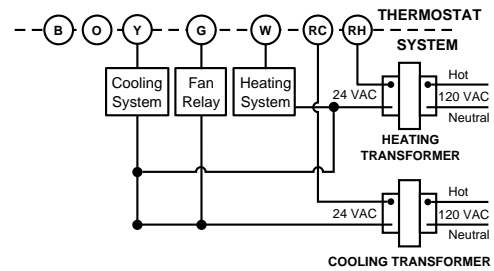 THERMOSTAT
B O Y G W RC RH
SYSTEM
Cooling System
Fan Relay
Heating System
24 VAC
Hot
120 VAC
Neutral
HEATING
TRANSFORMER
24 VAC
Hot
120 VAC
Neutral
COOLING TRANSFORMER